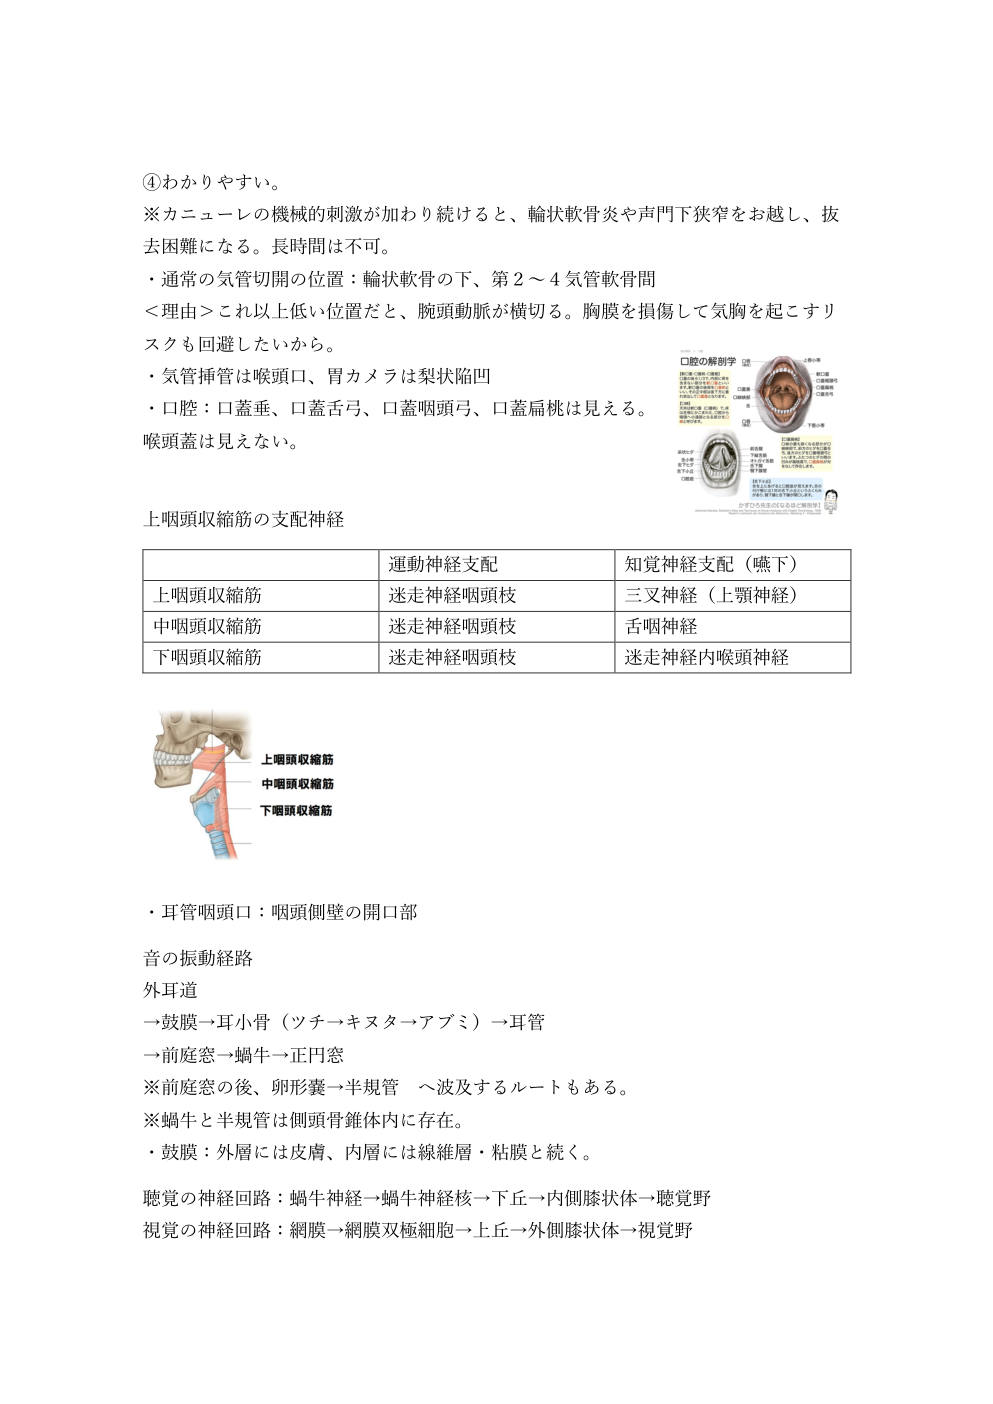 ④わかりやすい。
※カニューレの機械的刺激が加わり続けると、輪状軟骨炎や声門下狭窄をお越し、抜
去困難になる。長時間は不可。
・通常の気管切開の位置：輪状軟骨の下、第２～４気管軟骨間
＜理由＞これ以上低い位置だと、腕頭動脈が横切る。胸膜を損傷して気胸を起こすリ
スクも回避したいから。
・気管挿管は喉頭口、胃カメラは梨状陥凹
・口腔：口蓋垂、口蓋舌弓、口蓋咽頭弓、口蓋扁桃は見える。
喉頭蓋は見えない。
口腔の解剖学
上唇小帯
下唇小帯
かずひろ先生の【なるほど解剖学】
上咽頭収縮筋の支配神経
運動神経支配 知覚神経支配（嚥下）
上咽頭収縮筋 迷走神経咽頭枝 三叉神経（上顎神経）
中咽頭収縮筋 迷走神経咽頭枝 舌咽神経
下咽頭収縮筋 迷走神経咽頭枝 迷走神経内喉頭神経
上咽頭収縮筋
中咽頭収縮筋
下咽頭収縮筋
・耳管咽頭口：咽頭側壁の開口部
音の振動経路
外耳道
→鼓膜→耳小骨（ツチ→キヌタ→アブミ）→耳管
→前庭窓→蝸牛→正円窓
※前庭窓の後、卵形嚢→半規管　へ波及するルートもある。
※蝸牛と半規管は側頭骨錐体内に存在。
・鼓膜：外層には皮膚、内層には線維層・粘膜と続く。
聴覚の神経回路：蝸牛神経→蝸牛神経核→下丘→内側膝状体→聴覚野
視覚の神経回路：網膜→網膜双極細胞→上丘→外側膝状体→視覚野